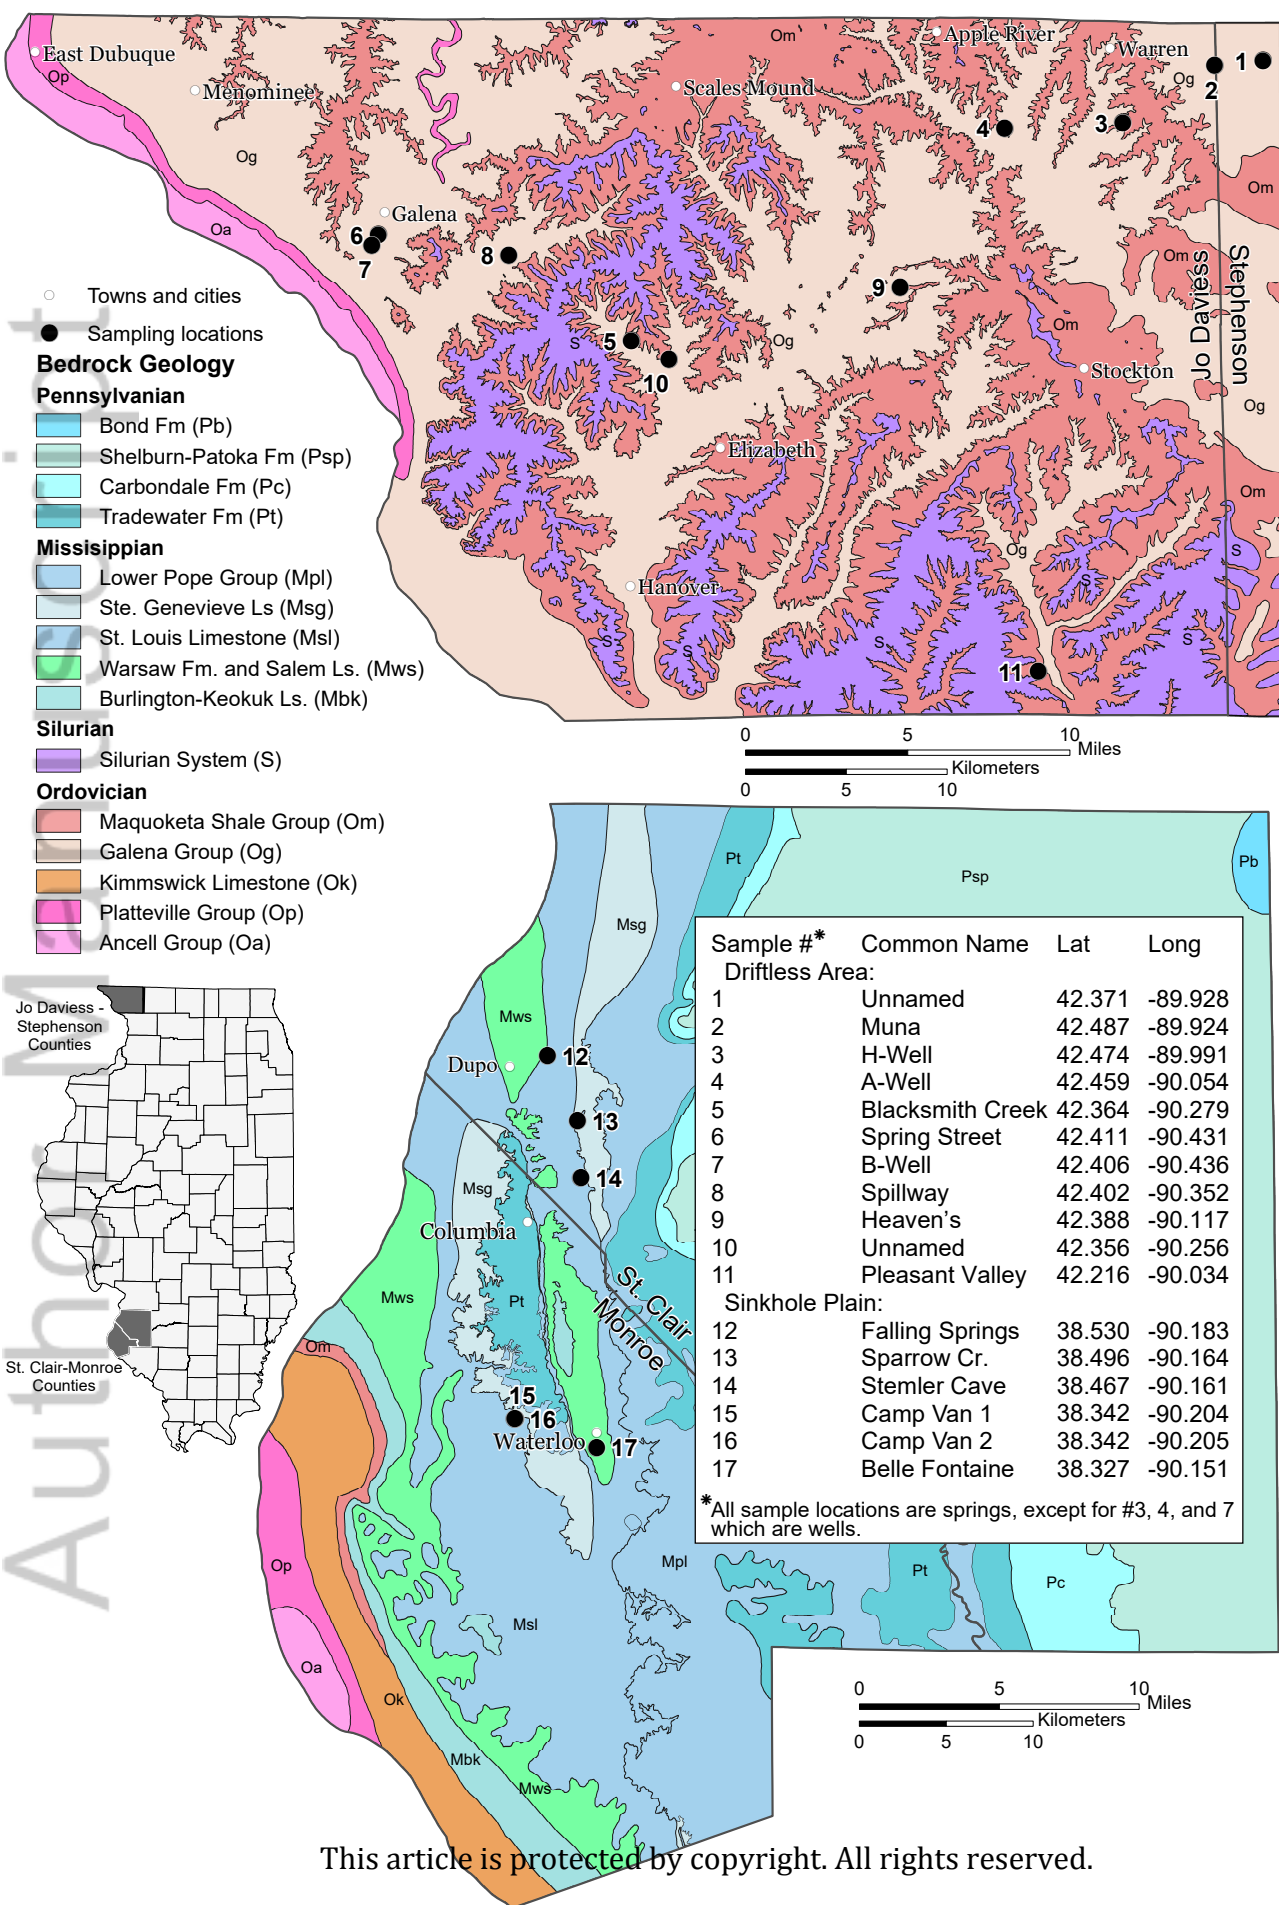 East Dubuque
Op
Menominee
Og
Oa
Om
Apple River
Warren
Scales Mound
Og
1
2
3
4
Om
Galena
6
7
8
9
Om
Jo Daviess
Stephenson
S
5
10
Og
Om
Stockton
Og
Elizabeth
Om
Og
S
S
Hanover
S
S
S
S
11
Towns and cities
Sampling locations
Bedrock Geology
Pennsylvanian
Bond Fm (Pb)
Shelburn-Patoka Fm (Psp)
Carbondale Fm (Pc)
Tradewater Fm (Pt)
Missisippian
Lower Pope Group (Mpl)
Ste. Genevieve Ls (Msg)
St. Louis Limestone (Msl)
Warsaw Fm. and Salem Ls. (Mws)
Burlington-Keokuk Ls. (Mbk)
Silurian
Silurian System (S)
Ordovician
Maquoketa Shale Group (Om)
Galena Group (Og)
Kimmswick Limestone (Ok)
Platteville Group (Op)
Ancell Group (Oa)
0 5 10
Miles
Kilometers
0 5 10
Jo Daviess -
Stephenson
Counties
St. Clair-Monroe
Counties
Pt
Psp
Pb
Msg
Mws
Dupo
12
13
14
Msg
Columbia
Mws
Pt
St. Clair
Monroe
Om
15
16
Waterloo
17
Op
Mpl
Pt
Pc
Msl
Oa
Ok
Mbk
Mws
Sample #* Common Name Lat Long
Driftless Area:
1 Unnamed 42.371 -89.928
2 Muna 42.487 -89.924
3 H-Well 42.474 -89.991
4 A-Well 42.459 -90.054
5 Blacksmith Creek 42.364 -90.279
6 Spring Street 42.411 -90.431
7 B-Well 42.406 -90.436
8 Spillway 42.402 -90.352
9 Heaven's 42.388 -90.117
10 Unnamed 42.356 -90.256
11 Pleasant Valley 42.216 -90.034
Sinkhole Plain:
12 Falling Springs 38.530 -90.183
13 Sparrow Cr. 38.496 -90.164
14 Stemler Cave 38.467 -90.161
15 Camp Van 1 38.342 -90.204
16 Camp Van 2 38.342 -90.205
17 Belle Fontaine 38.327 -90.151
*All sample locations are springs, except for #3, 4, and 7
which are wells.
0 5 10
Miles
Kilometers
0 5 10
Author Manuscript
This article is protected by copyright. All rights reserved.